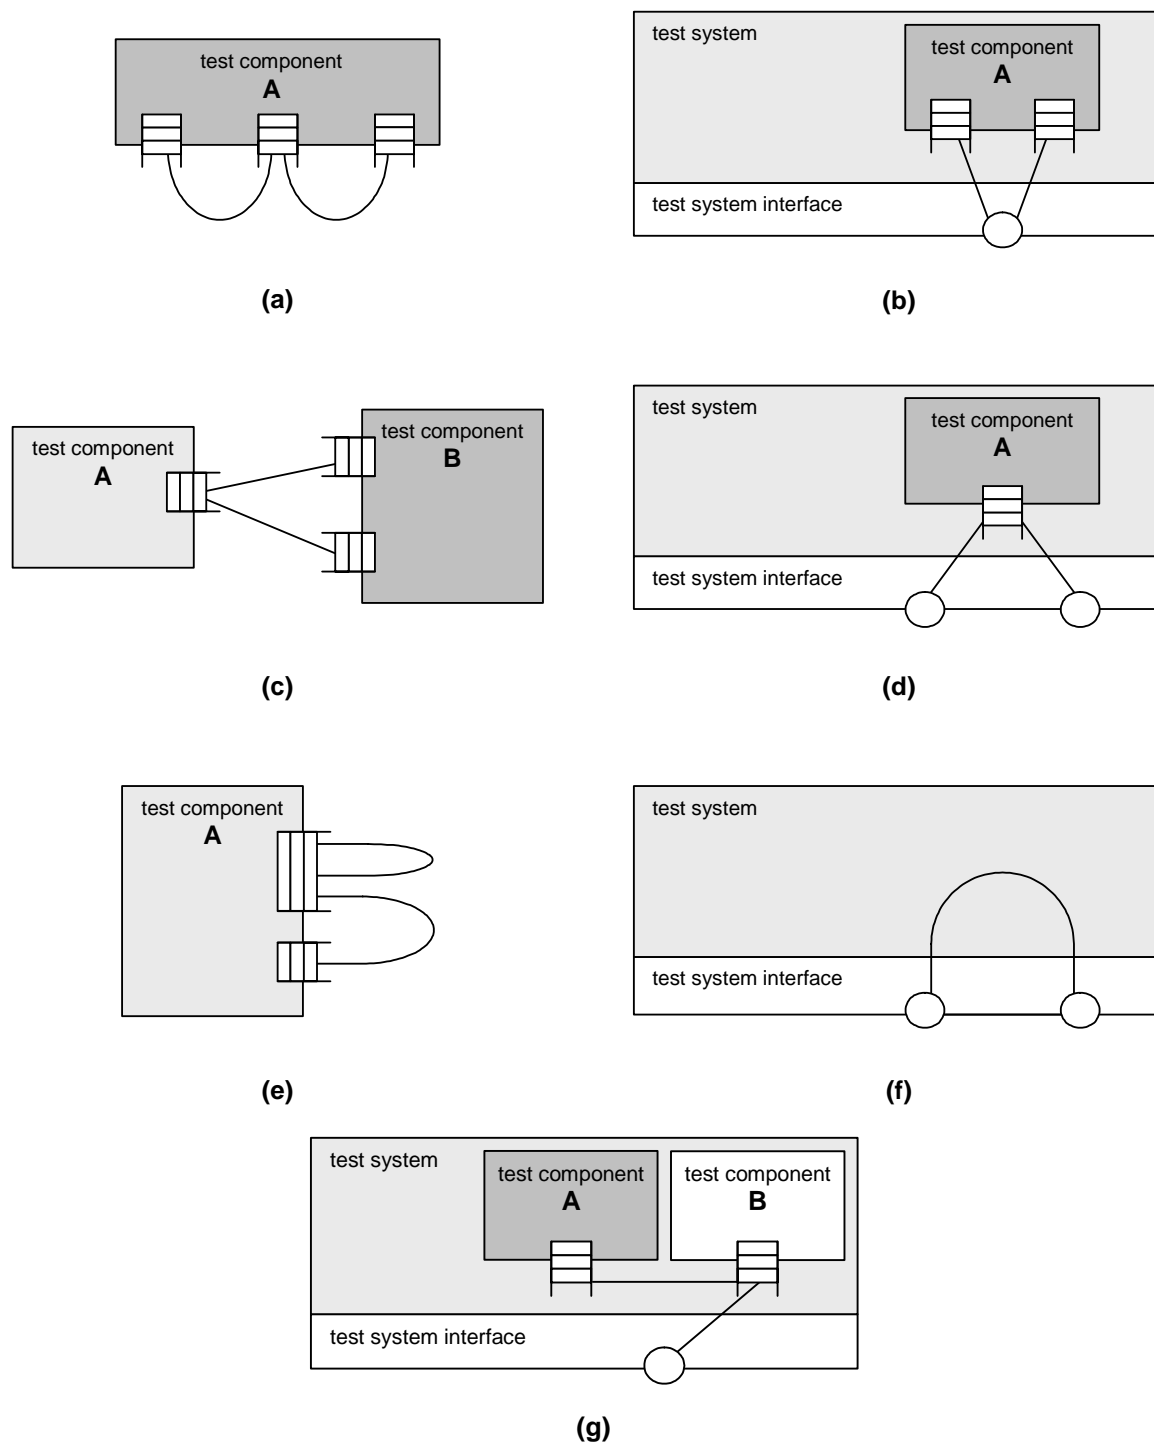 test component
A
(a)
test system
test component
A
test system interface
(b)
test component
A
test component
B
(c)
test system
test component
A
test system interface
(d)
test component
A
(e)
test system
test system interface
(f)
test system
test component
A
test component
B
test system interface
(g)